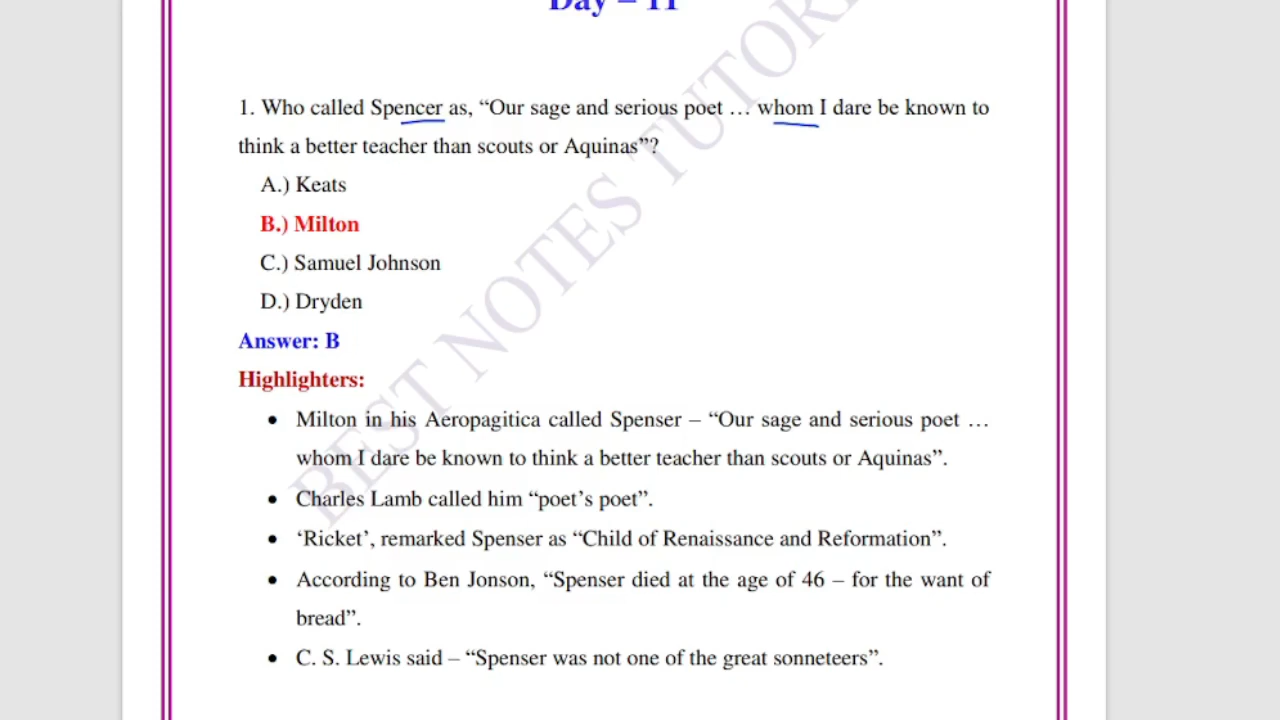 Day – 11
1. Who called Spencer as, “Our sage and serious poet … whom I dare be known to
think a better teacher than scouts or Aquinas”?
A.) Keats
B.) Milton
C.) Samuel Johnson
D.) Dryden
Answer: B
Highlighters:
• Milton in his Aeropagitica called Spenser – “Our sage and serious poet …
whom I dare be known to think a better teacher than scouts or Aquinas”.
• Charles Lamb called him “poet’s poet”.
• ‘Ricket’, remarked Spenser as “Child of Renaissance and Reformation”.
• According to Ben Jonson, “Spenser died at the age of 46 – for the want of
bread”.
• C. S. Lewis said – “Spenser was not one of the great sonneteers”.
BEST NOTES TUTORI